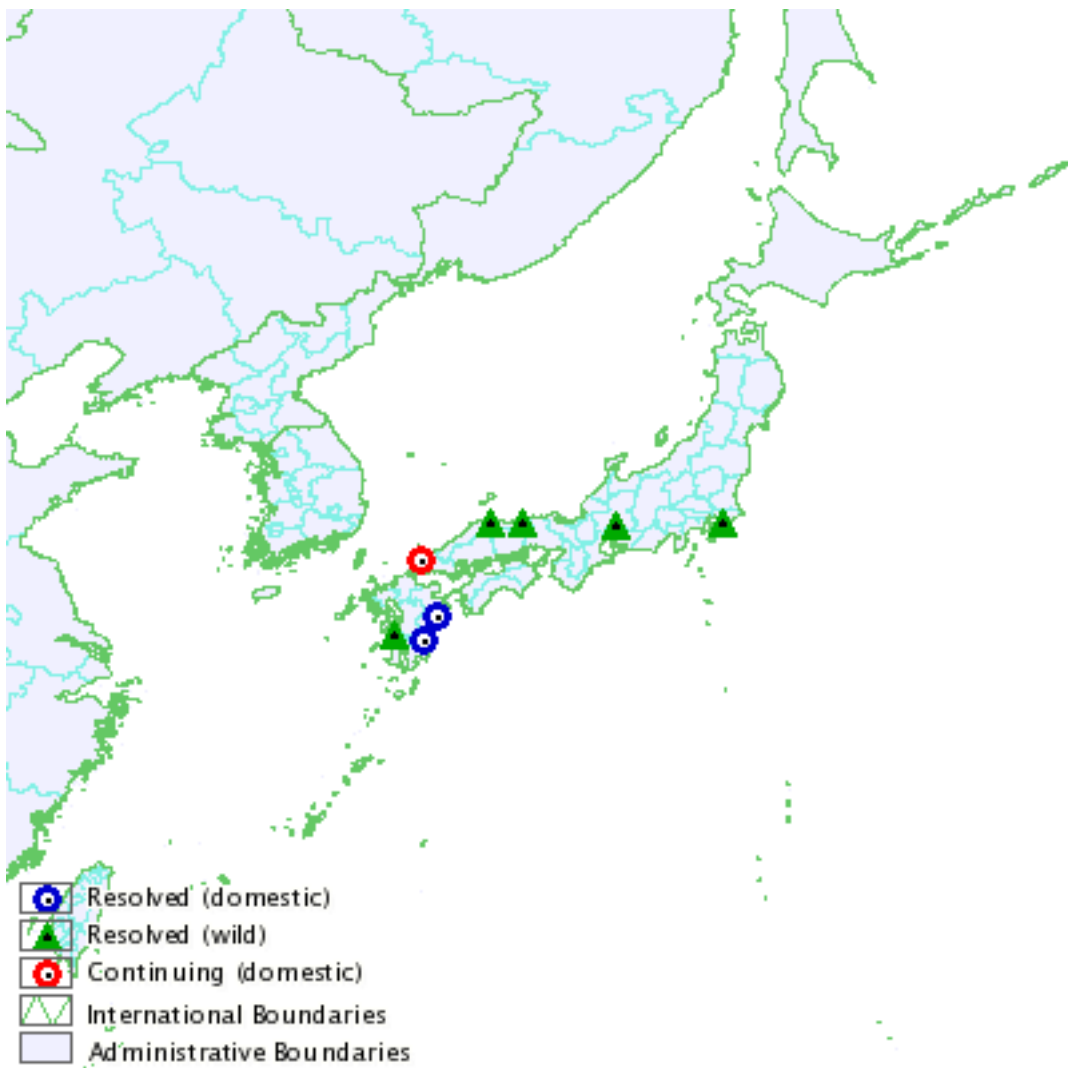 Resolved (domestic)
Resolved (wild)
Continuing (domestic)
International Boundaries
Administrative Boundaries